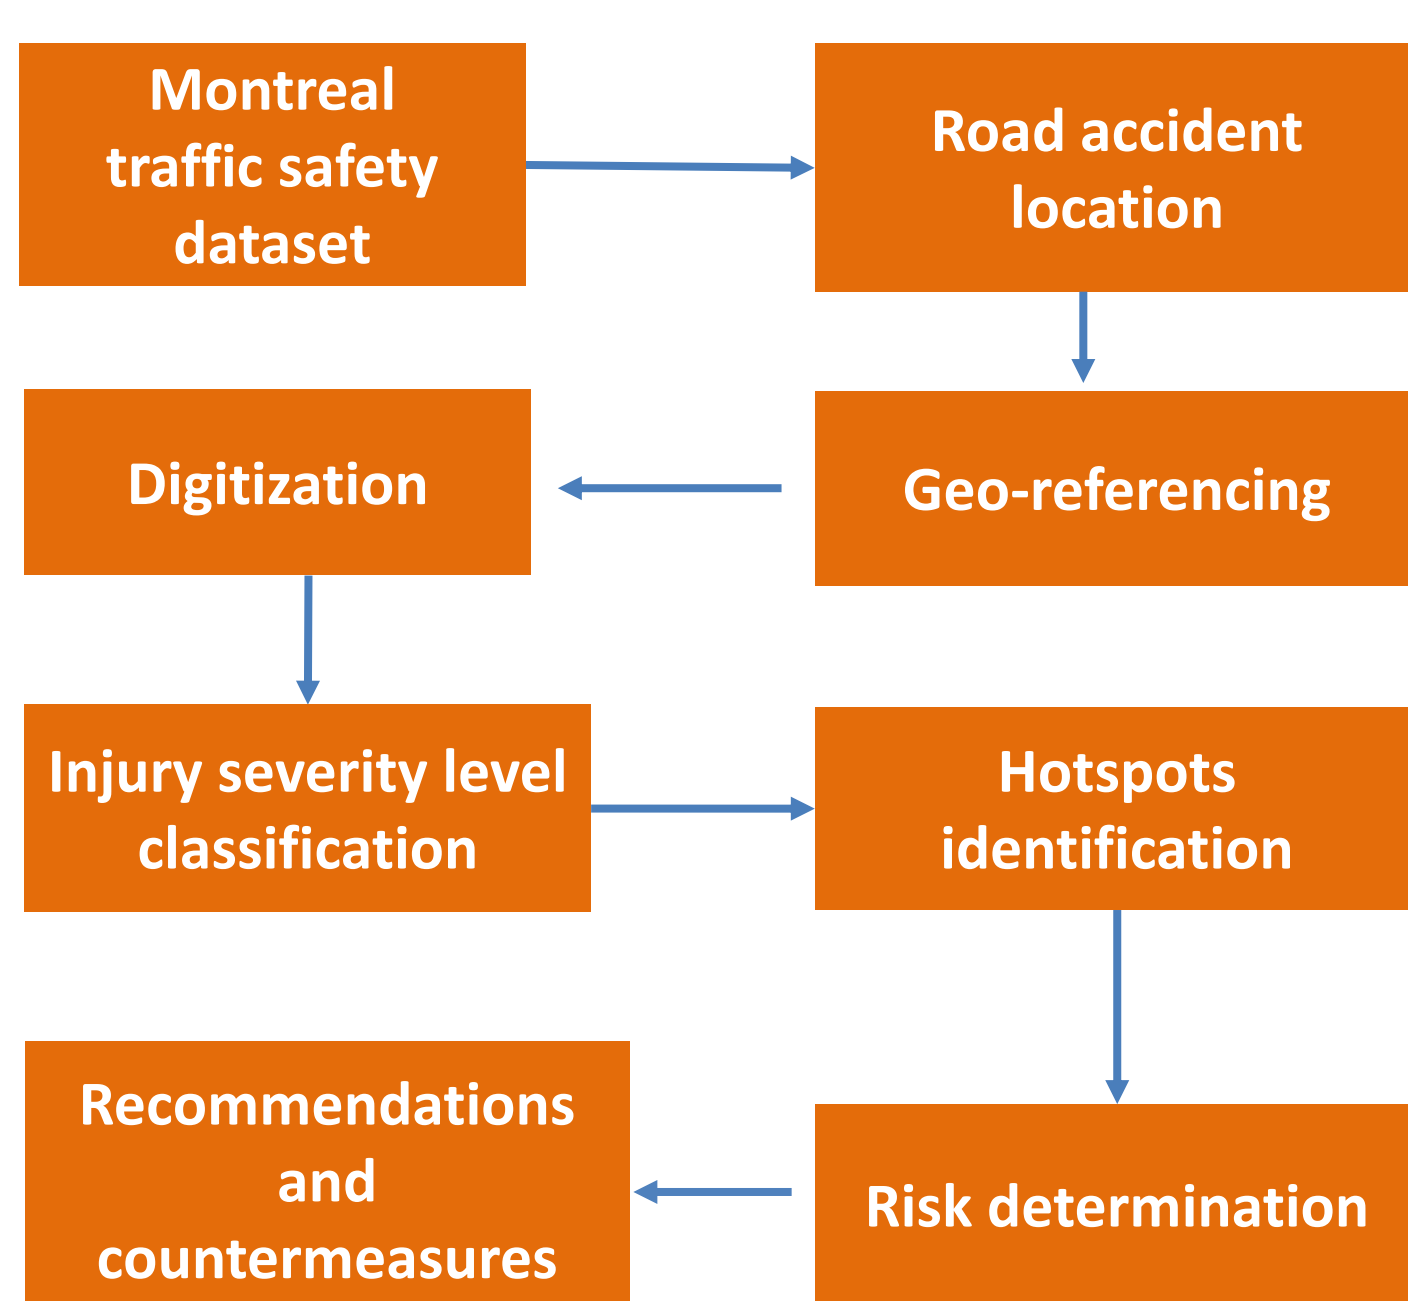 Montreal
traffic safety
dataset
Road accident
location
Geo-referencing
Digitization
Injury severity level
classification
Hotspots
identification
Risk determination
Recommendations
and
countermeasures